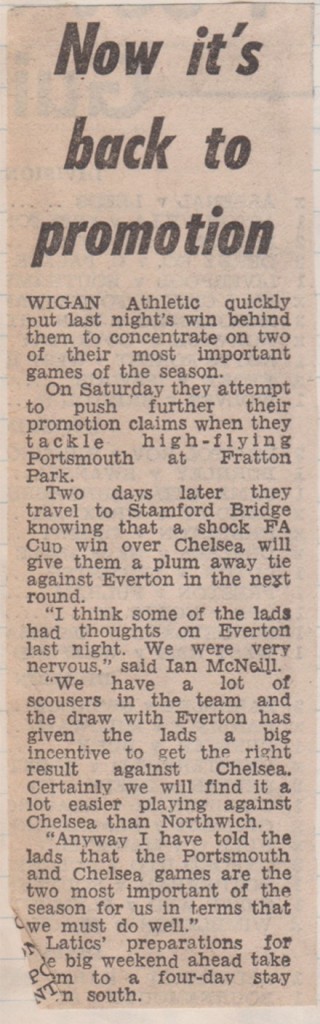 Now it's
back to
promotion
WIGAN Athletic quickly
put last night's win behind
them to concentrate on two
of their most important
games of the season.
On Saturday they attempt
to push further their
promotion claims when they
tackle high-flying
Portsmouth at Fratton
Park.
Two days later they
travel to Stamford Bridge
knowing that a shock FA
Cup win over Chelsea will
give them a plum away tie
against Everton in the next
round.
"I think some of the lads
had thoughts on Everton
last night. We were very
nervous," said Ian McNeill.
"We have a lot of
scousers in the team and
the draw with Everton has
given the lads a big
incentive to get the right
result against Chelsea.
Certainly we will find it a
lot easier playing against
Chelsea than Northwich.
"Anyway I have told the
lads that the Portsmouth
and Chelsea games are the
two most important of the
season for us in terms that
we must do well."
Latics' preparations for
big weekend ahead take
to a four-day stay
south.